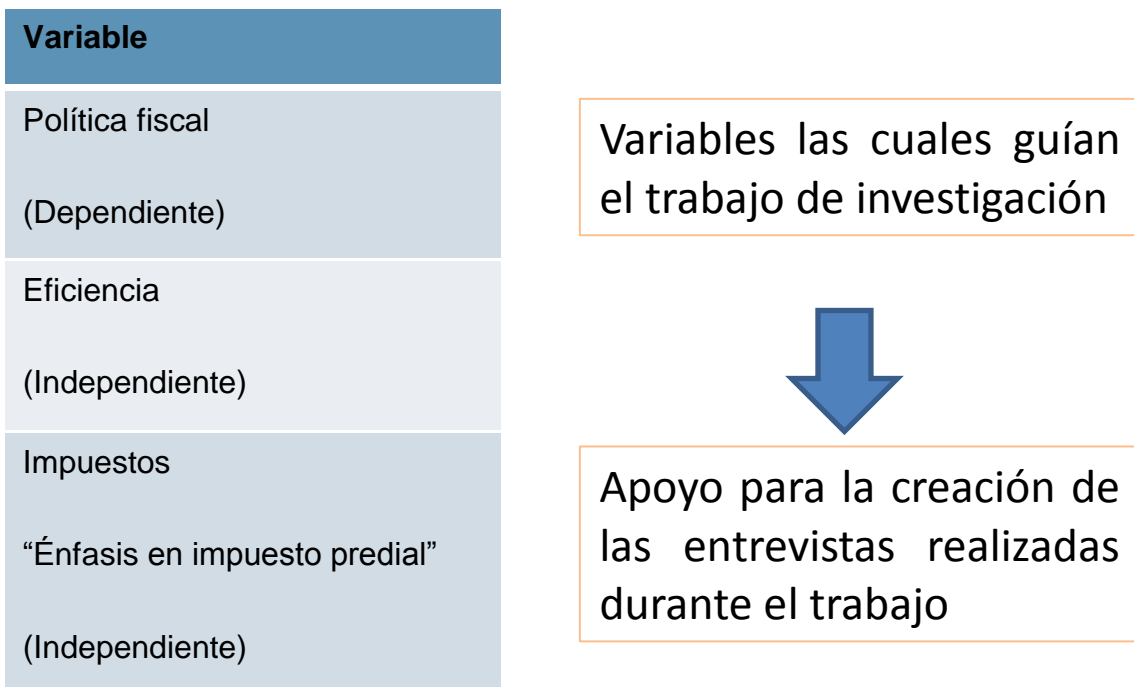 Variable
Política fiscal
(Dependiente)
Eficiencia
(Independiente)
Impuestos
“Énfasis en impuesto predial”
(Independiente)
Variables las cuales guían
el trabajo de investigación
Apoyo para la creación de
las entrevistas realizadas
durante el trabajo